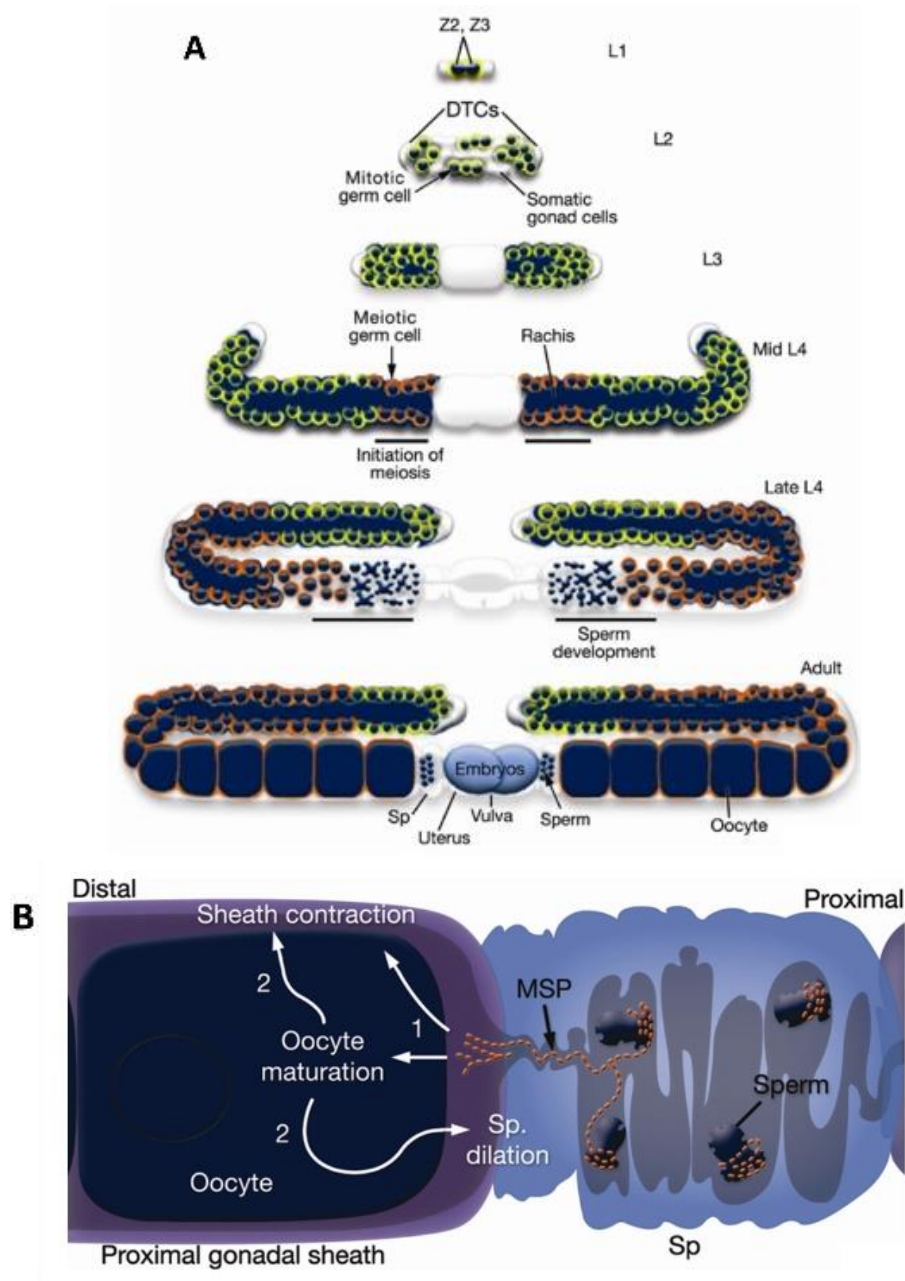 A
Z2, Z3
L1
DTCs
L2
Mitotic
germ cell
Somatic
gonad cells
L3
Meiotic
germ cell
Rachis
Mid L4
Initiation of
meiosis
Late L4
Sperm
development
Adult
Embryos
Sp
Uterus
Vulva
Sperm
Oocyte
B
Distal
Proximal
Sheath contraction
2
1
MSP
Oocyte
maturation
Sperm
2
Sp.
dilation
Oocyte
Sp
Proximal gonadal sheath